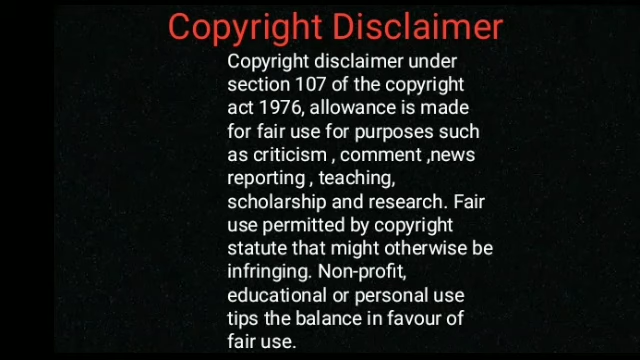 Copyright Disclaimer
Copyright disclaimer under
section 107 of the copyright
act 1976, allowance is made
for fair use for purposes such
as criticism , comment ,news
reporting , teaching,
scholarship and research. Fair
use permitted by copyright
statute that might otherwise be
infringing. Non-profit,
educational or personal use
tips the balance in favour of
fair use.